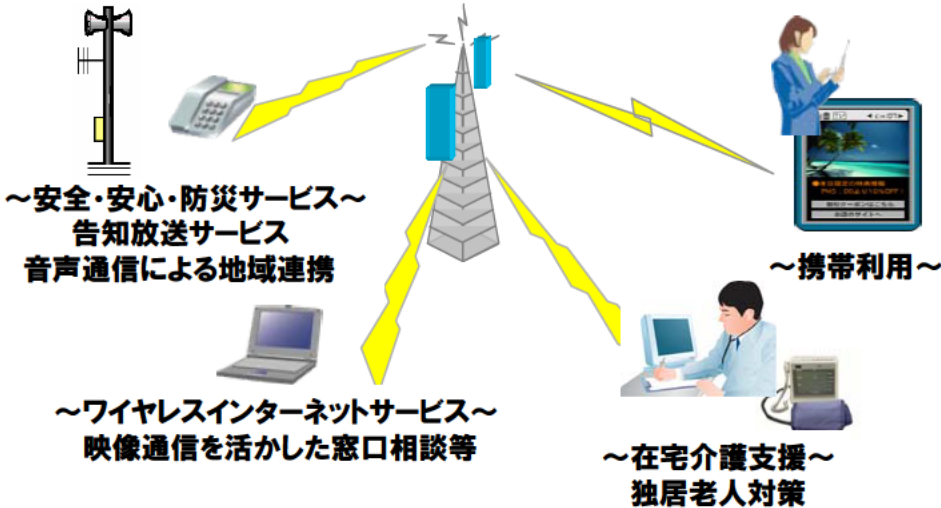 ～安全・安心・防災サービス～
告知放送サービス
音声通信による地域連携
～携帯利用～
～ワイヤレスインターネットサービス～
映像通信を活かした窓口相談等
～在宅介護支援～
独居老人対策